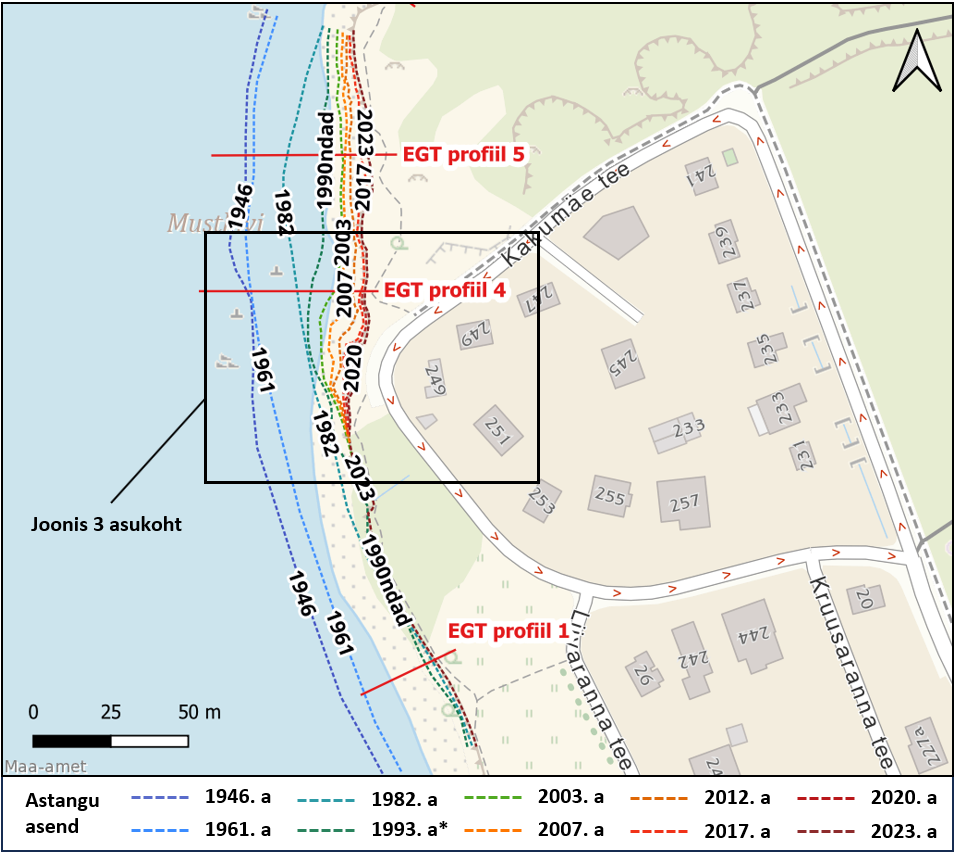 2023
2017
EGT profiil 5
1990ndad
1946
1982
2003
Kakumäe tee
241
239
237
235
233
231
247
249
249
251
245
233
253
255
257
2007
EGT profiil 4
2020
1961
1982
2023
Joonis 3 asukoht
1990ndad
1946
1961
EGT profiil 1
Liivaranna tee
Kruusaranna tee
20
244
242
26
24
227a
0 25 50 m
Maa-amet
Astangu
asend
1946. a
1961. a
1982. a
1993. a*
2003. a
2007. a
2012. a
2017. a
2020. a
2023. a